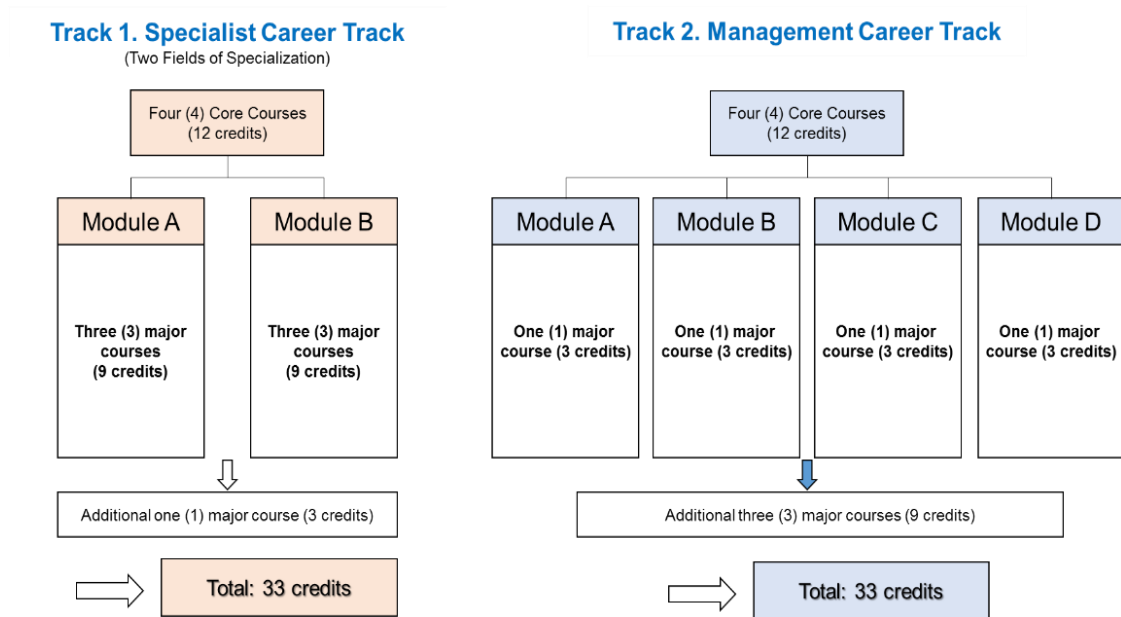 Track 1. Specialist Career Track
(Two Fields of Specialization)
Four (4) Core Courses
(12 credits)
Module A
Three (3) major
courses
(9 credits)
Module B
Three (3) major
courses
(9 credits)
Additional one (1) major course (3 credits)
Total: 33 credits
Track 2. Management Career Track
Four (4) Core Courses
(12 credits)
Module A
One (1) major
course (3 credits)
Module B
One (1) major
course (3 credits)
Module C
One (1) major
course (3 credits)
Module D
One (1) major
course (3 credits)
Additional three (3) major courses (9 credits)
Total: 33 credits